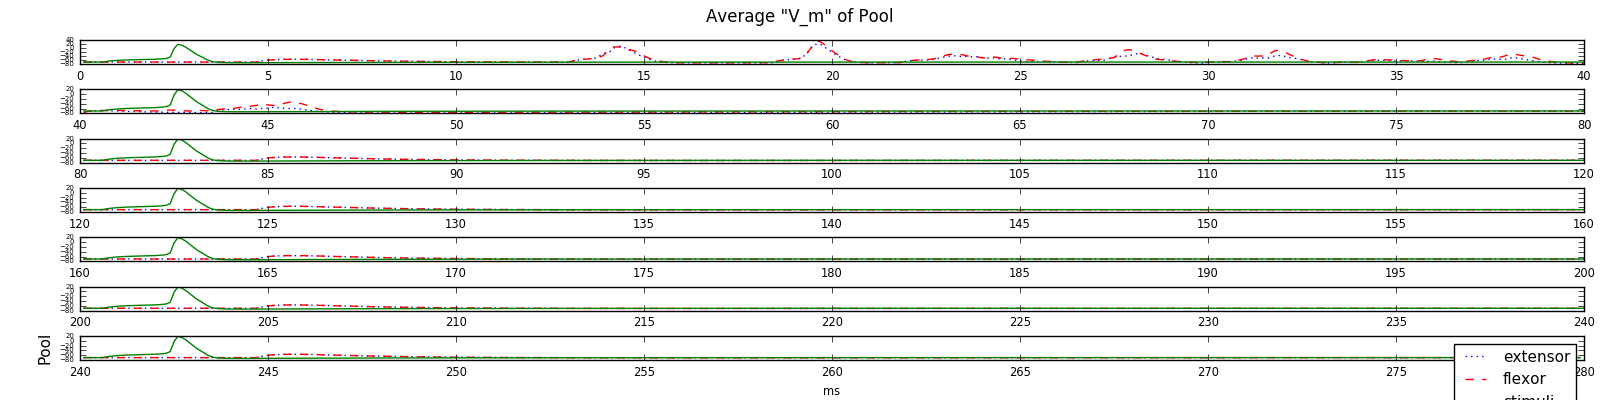 Average "V_m" of Pool
0 5 10 15 20 25 30 35 40
40 45 50 55 60 65 70 75 80
80 85 90 95 100 105 110 115 120
120 125 130 135 140 145 150 155 160
160 165 170 175 180 185 190 195 200
200 205 210 215 220 225 230 235 240
Pool
240 245 250 255 260 265 270 275 280
ms
extensor
flexor
stimuli